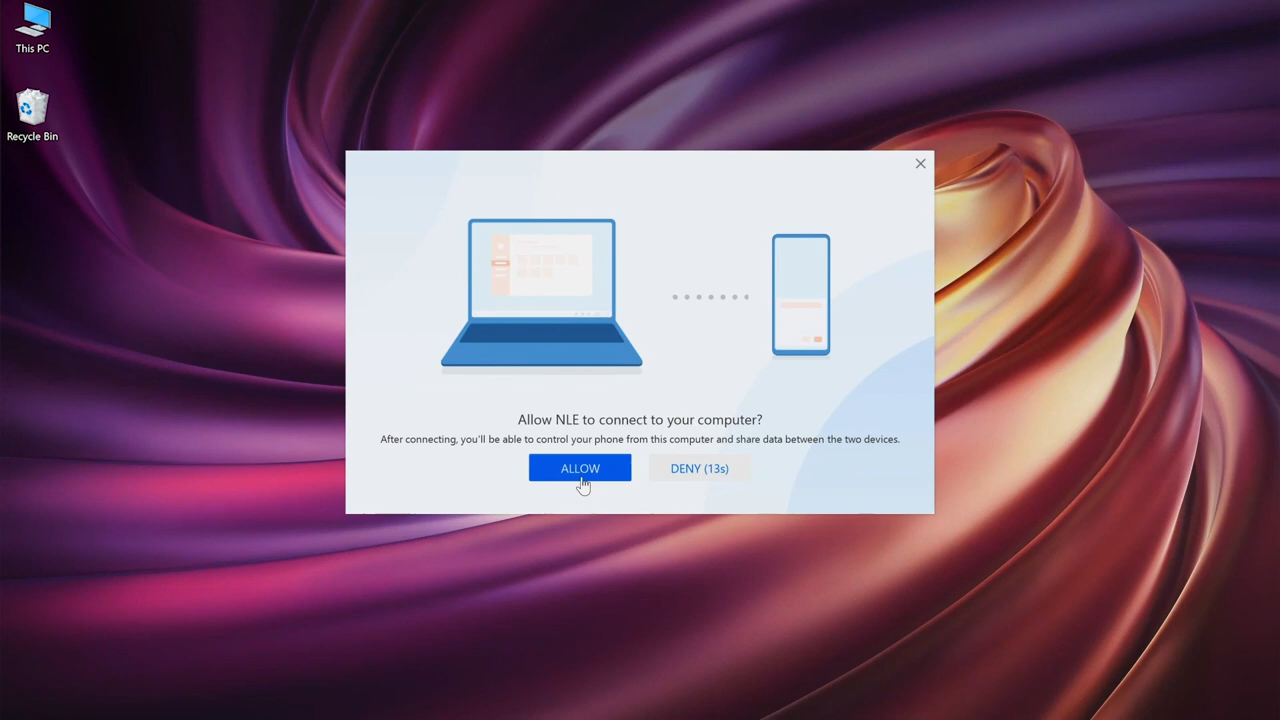 This PC
Recycle Bin
Allow NLE to connect to your computer?
After connecting, you'll be able to control your phone from this computer and share data between the two devices.
ALLOW
DENY (13s)